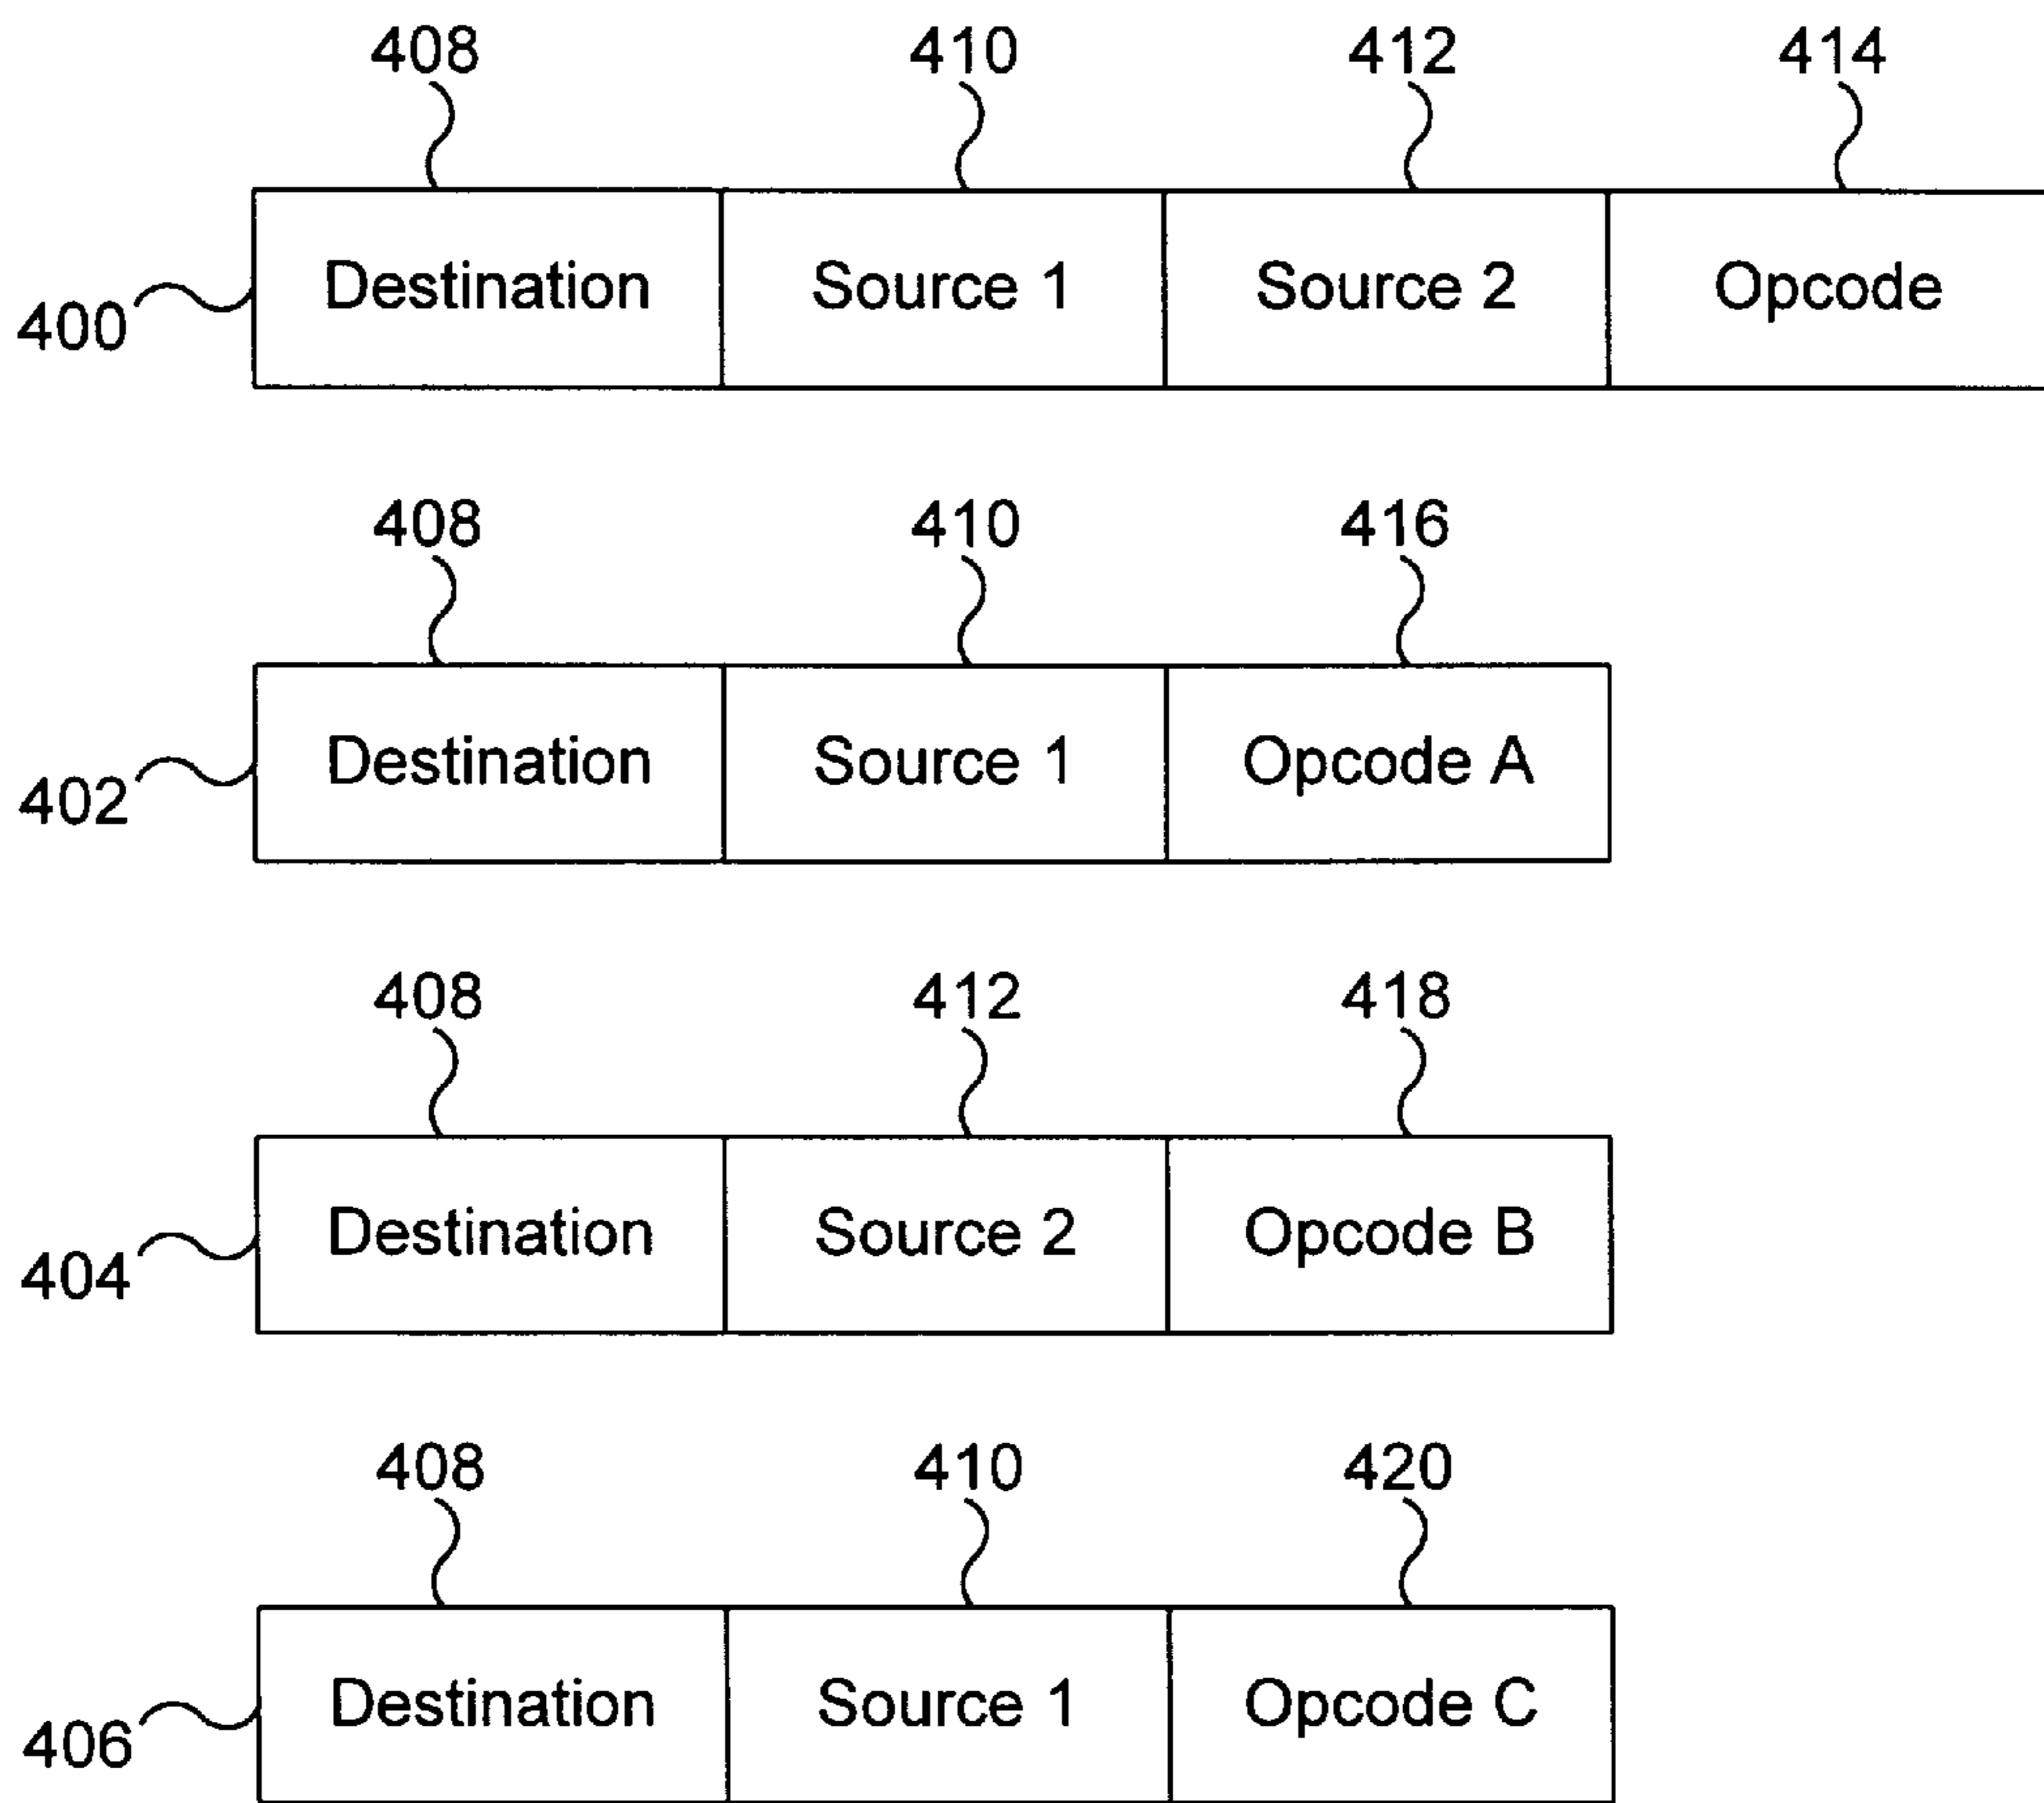 408 410 412 414
400 Destination Source 1 Source 2 Opcode
408 410 416
402 Destination Source 1 Opcode A
408 412 418
404 Destination Source 2 Opcode B
408 410 420
406 Destination Source 1 Opcode C